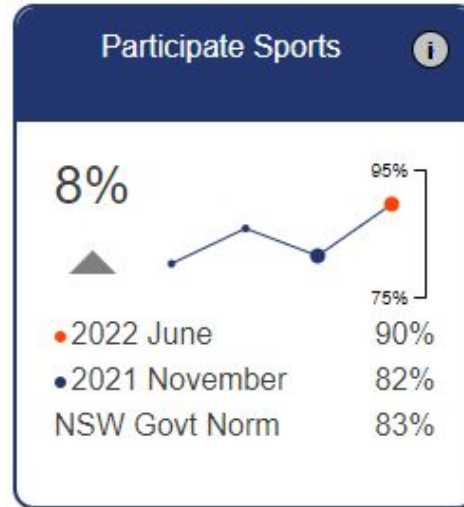 Participate Sports i
8%
95%
75%
2022 June 90%
2021 November 82%
NSW Govt Norm 83%